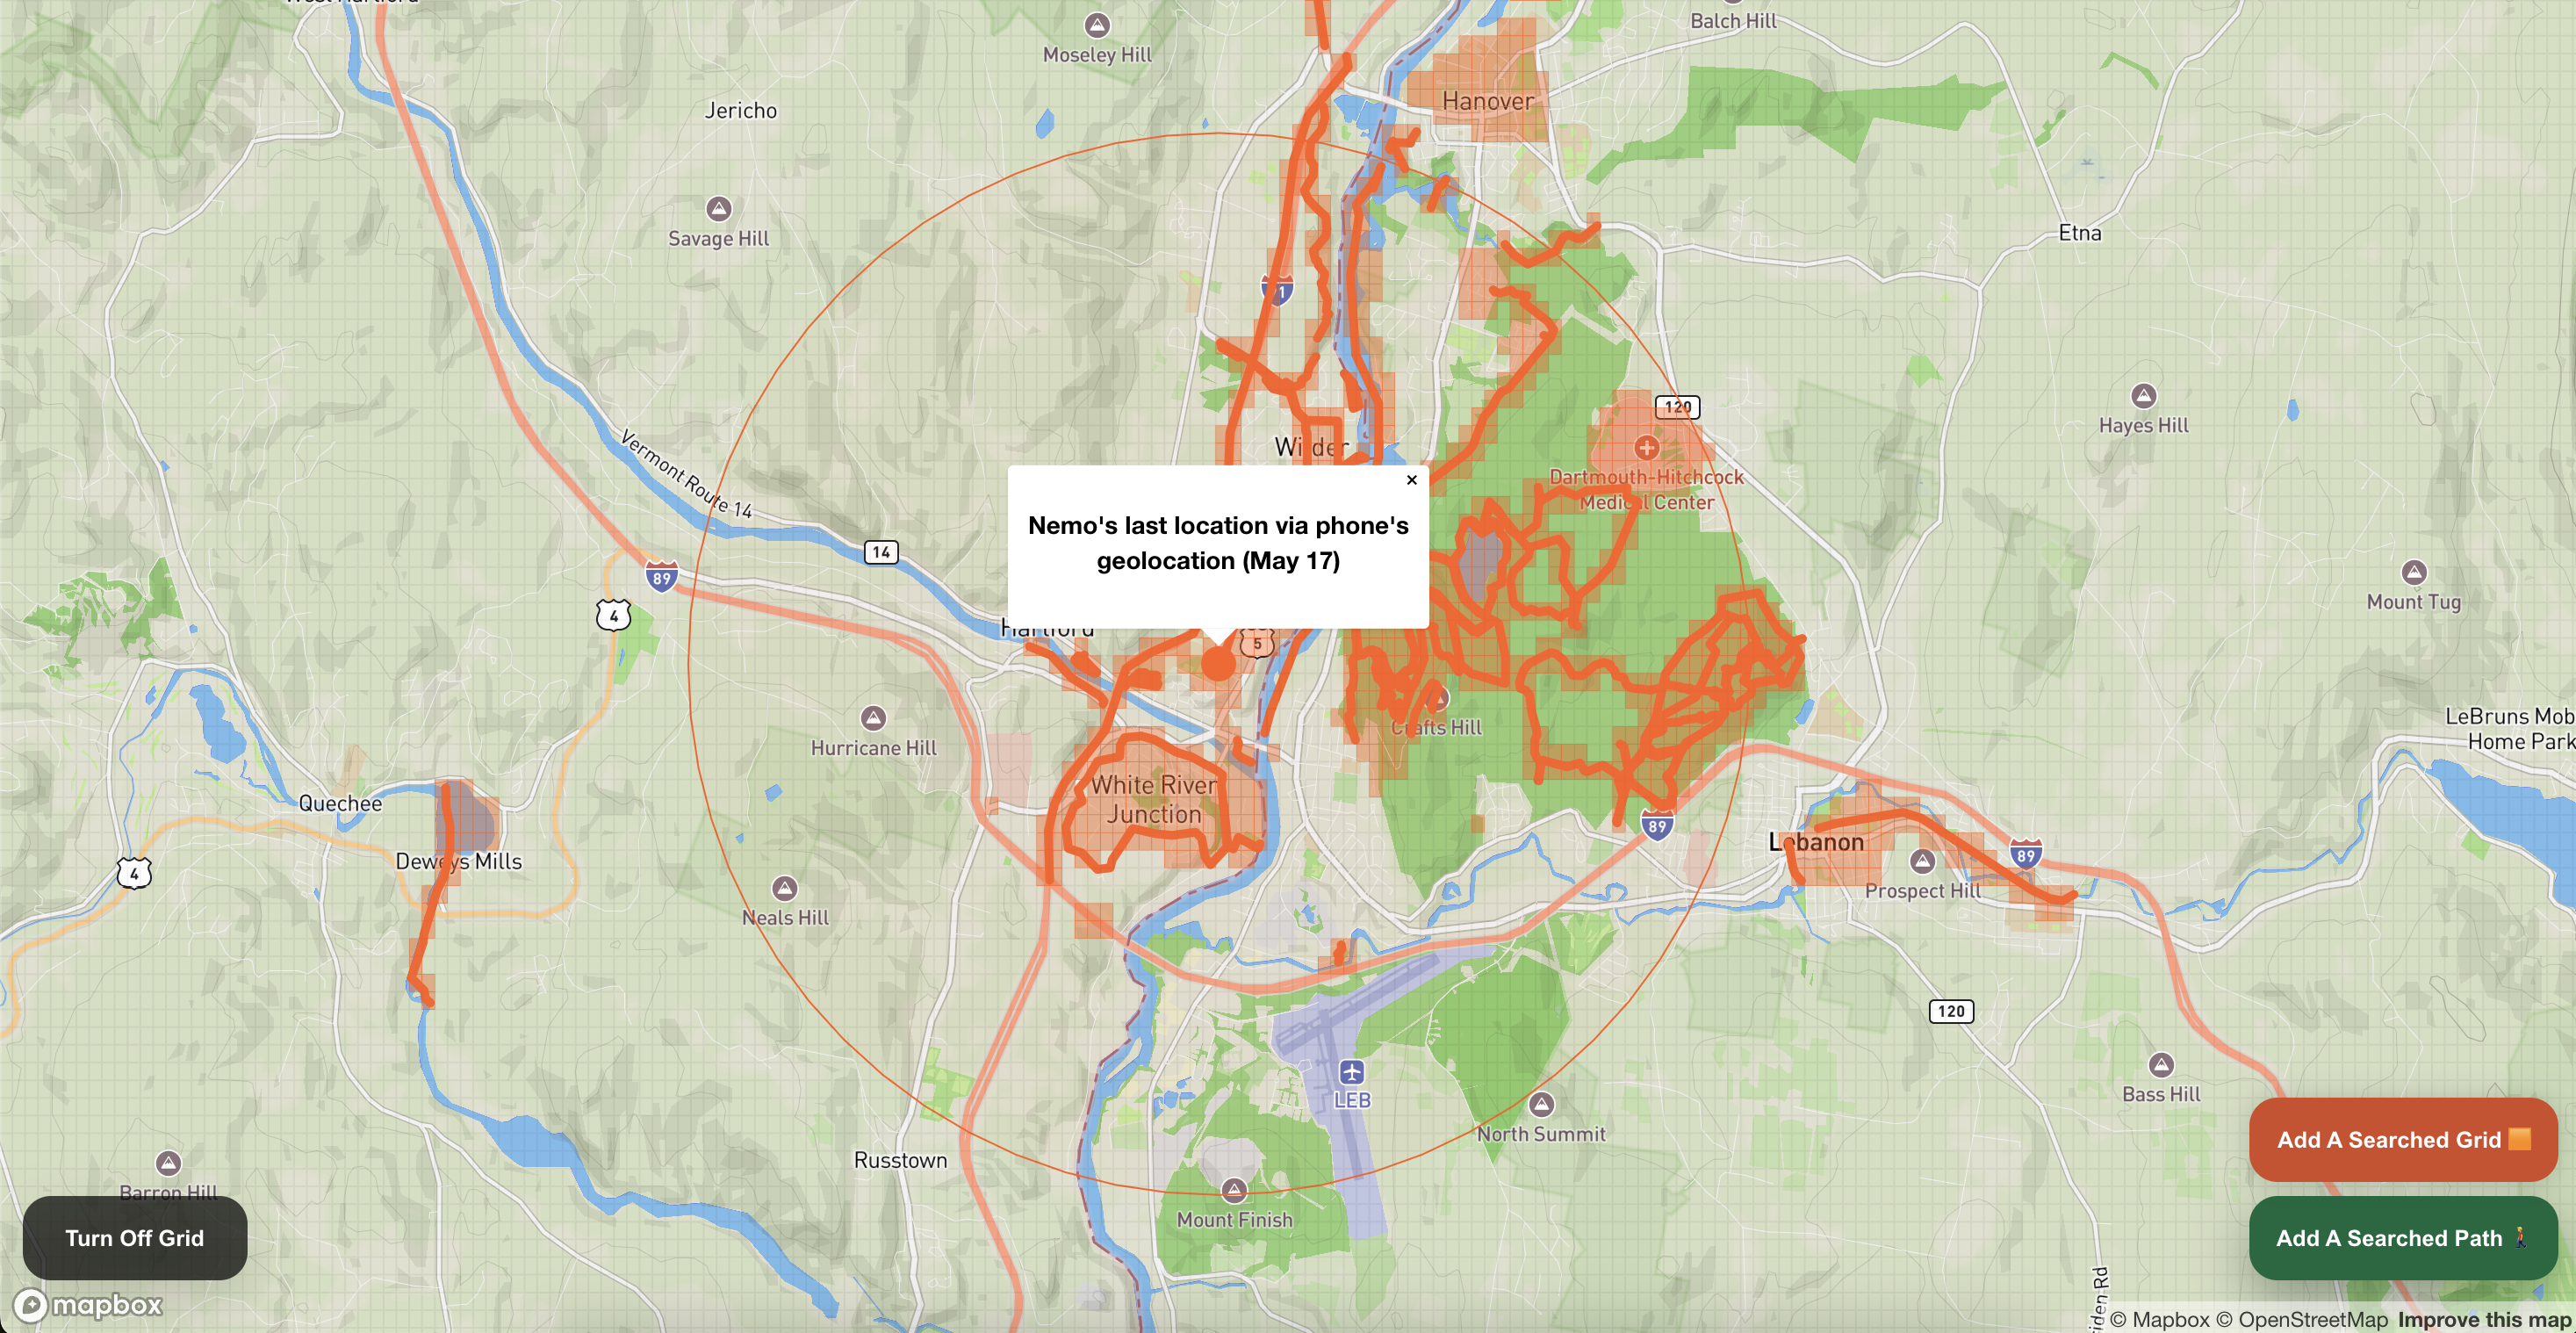 West Hartford
Moseley Hill
Balch Hill
Jericho
Hanover
Savage Hill
Etna
91
120
Hayes Hill
Vermont Route 14
Wilder
Dartmouth-Hitchcock
Medical Center
×
Nemo's last location via phone's
geolocation (May 17)
14
89
4
Mount Tug
Hartford
5
Crafts Hill
Hurricane Hill
LeBruns Mob
Home Park
White River
Junction
Quechee
Deweys Mills
4
89
Lebanon
89
Prospect Hill
Neals Hill
120
LEB
Bass Hill
North Summit
Russtown
Barron Hill
Mount Finish
Add A Searched Grid
Turn Off Grid
Add A Searched Path
iden Rd
mapbox
© Mapbox © OpenStreetMap Improve this map